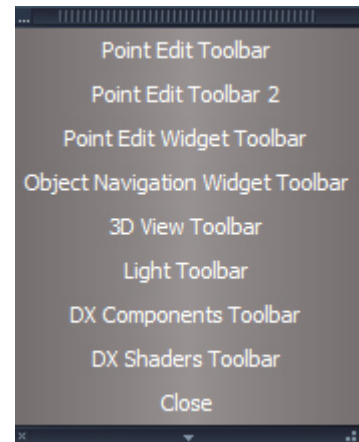 Point Edit Toolbar
Point Edit Toolbar 2
Point Edit Widget Toolbar
Object Navigation Widget Toolbar
3D View Toolbar
Light Toolbar
DX Components Toolbar
DX Shaders Toolbar
Close